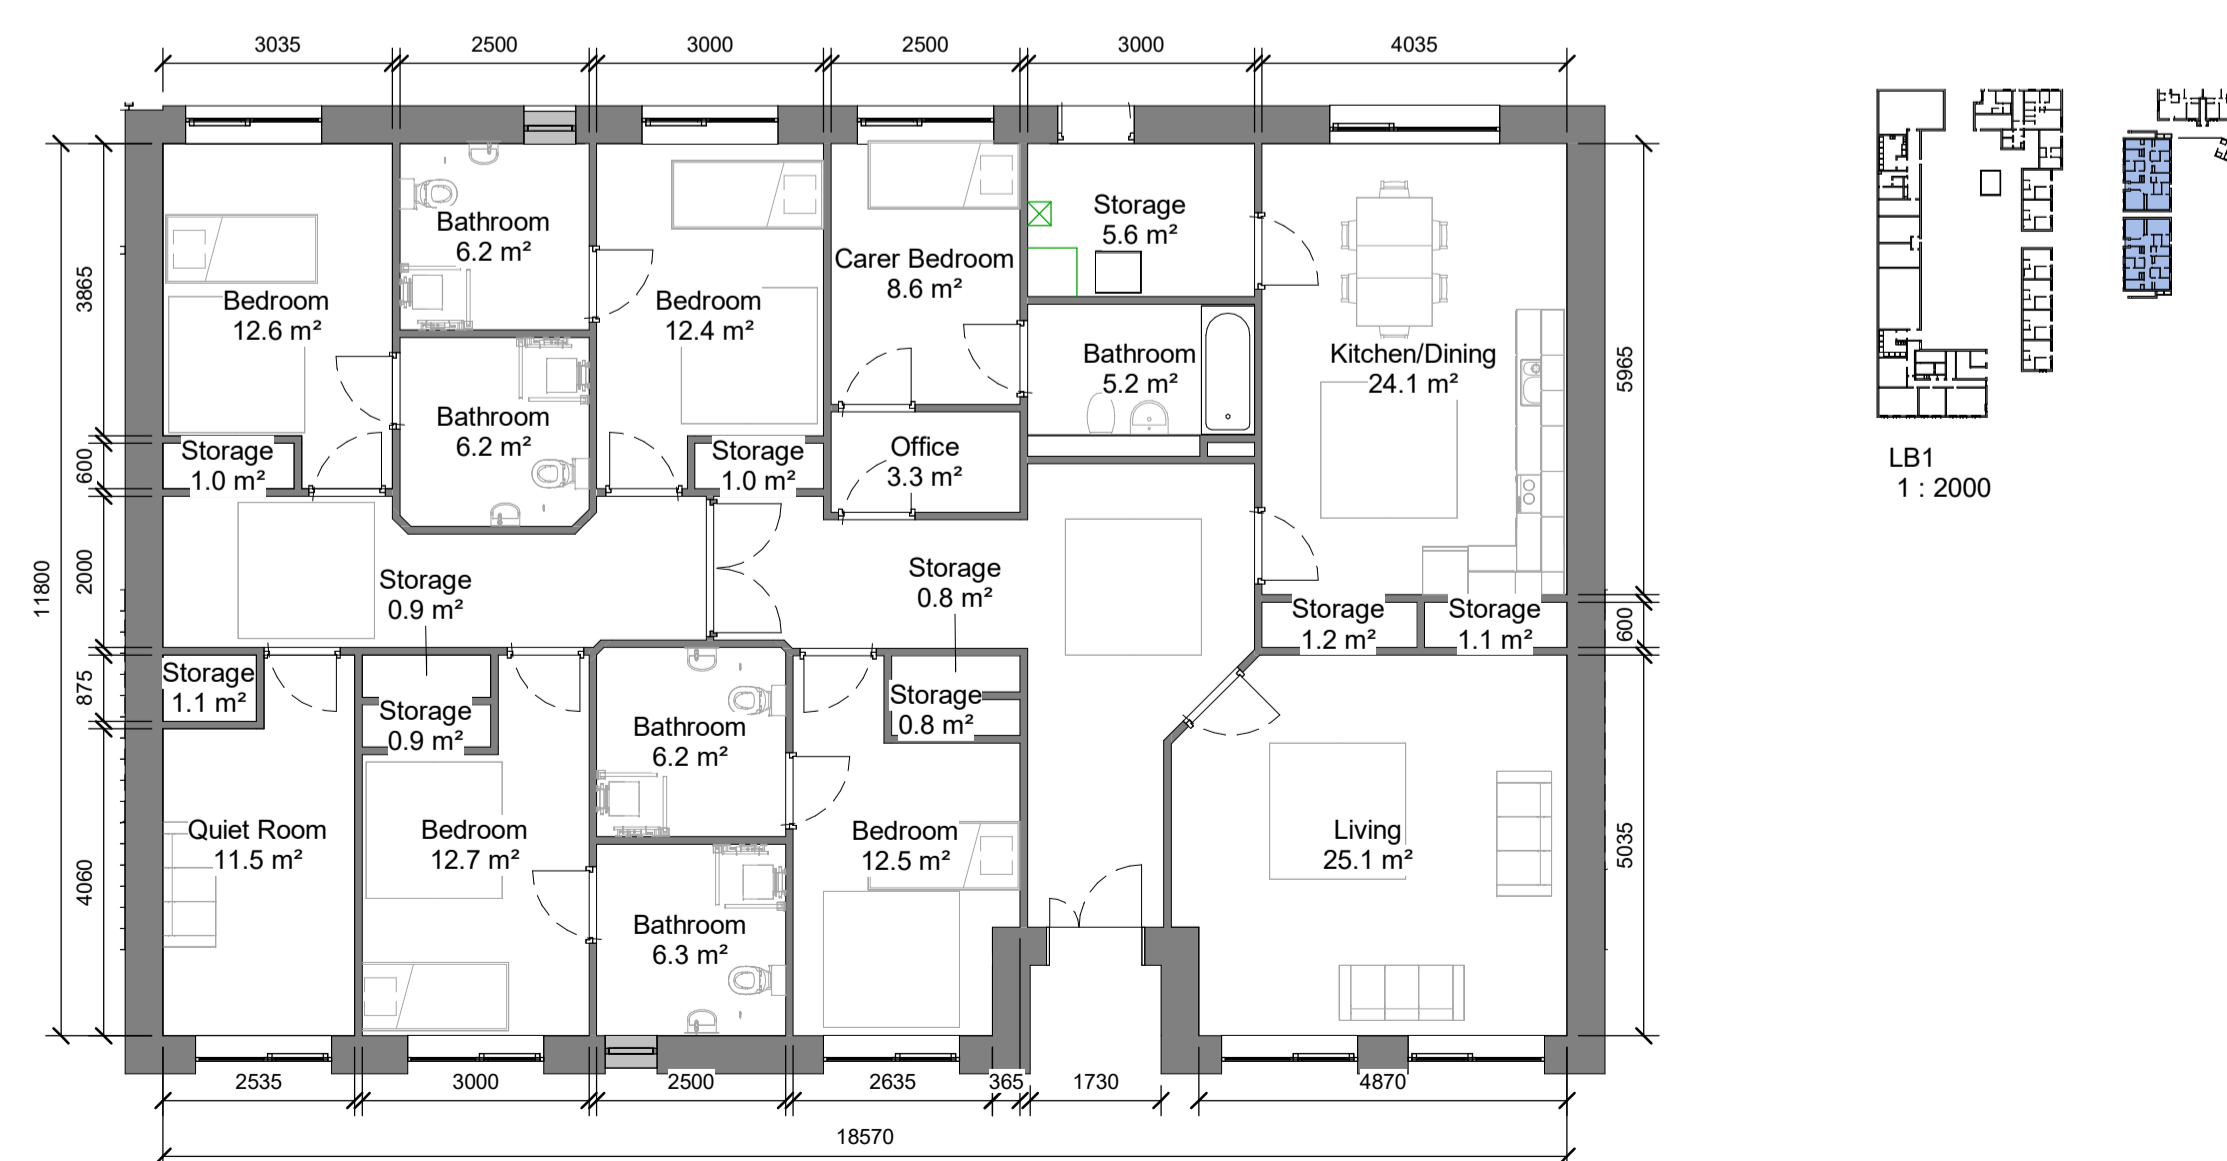 3035
2500
3000
2500
3000
4035
Bathroom
6.2 m²
Storage
5.6 m²
Carer Bedroom
8.6 m²
Bedroom
12.6 m²
Bedroom
12.4 m²
3865
Bathroom
5.2 m²
Kitchen/Dining
24.1 m²
5965
Bathroom
6.2 m²
Storage
1.0 m²
Storage
1.0 m²
Office
3.3 m²
600
LB1
1 : 2000
11800
2000
Storage
0.9 m²
Storage
0.8 m²
Storage
1.2 m²
Storage
1.1 m²
600
Storage
1.1 m²
875
Storage
0.9 m²
Storage
0.8 m²
Bathroom
6.2 m²
Quiet Room
11.5 m²
Bedroom
12.7 m²
Bedroom
12.5 m²
Living
25.1 m²
5035
4060
Bathroom
6.3 m²
2535
3000
2500
2635
365
1730
4870
18570